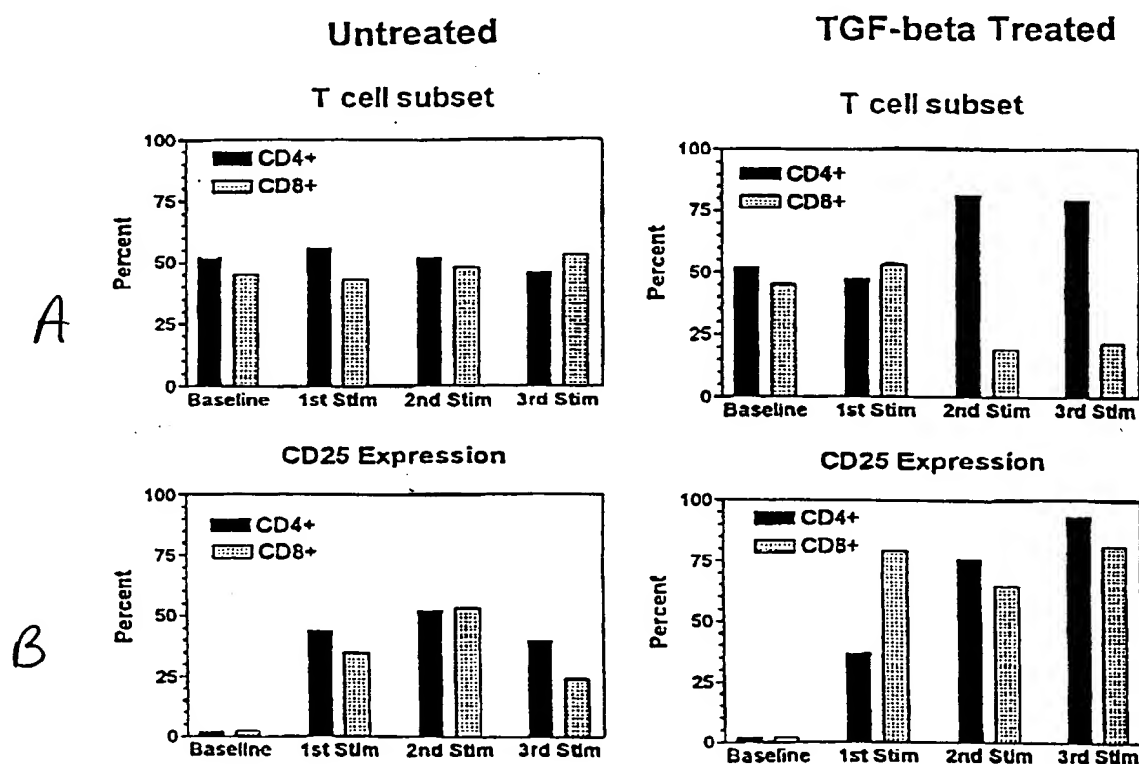 Untreated
TGF-beta Treated
T cell subset
T cell subset
A
100
75
50
25
0
Percent
CD4+
CD8+
Baseline 1st Stim 2nd Stim 3rd Stim
100
75
50
25
0
Percent
CD4+
CD8+
Baseline 1st Stim 2nd Stim 3rd Stim
CD25 Expression
CD25 Expression
B
100
75
50
25
0
Percent
CD4+
CD8+
Baseline 1st Stim 2nd Stim 3rd Stim
100
75
50
25
0
Percent
CD4+
CD8+
Baseline 1st Stim 2nd Stim 3rd Stim